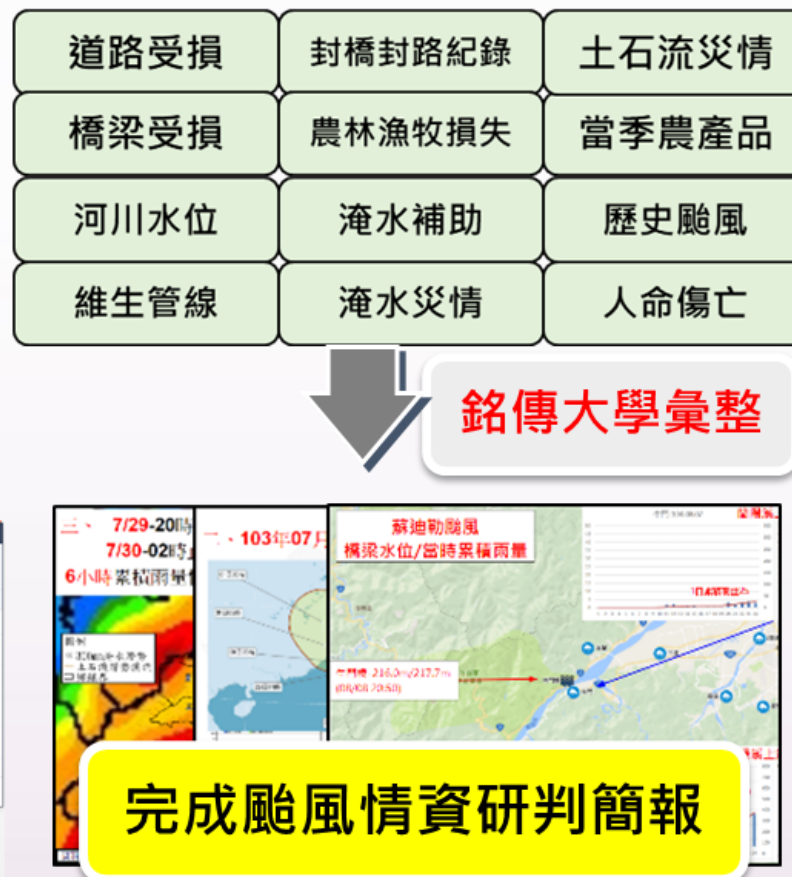 道路受損 封橋封路紀錄 土石流災情
橋梁受損 農林漁牧損失 當季農產品
河川水位 淹水補助 歷史颱風
維生管線 淹水災情 人命傷亡
銘傳大學彙整
三、 7/29-20時
7/30-02時
6小時累積雨量
二、103年07月
蘇迪勒颱風
橋梁水位/當時累積雨量
完成颱風情資研判簡報